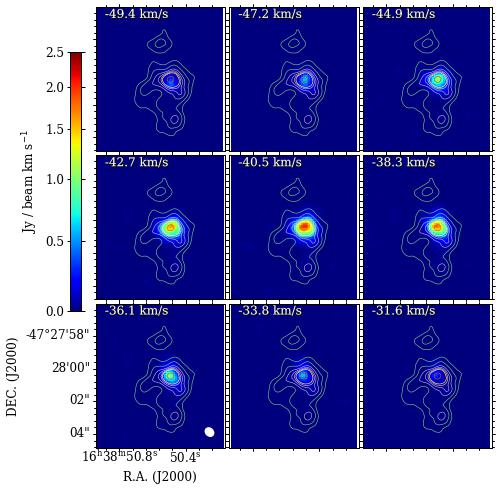 -49.4 km/s
-47.2 km/s
-44.9 km/s
2.5
2.0
1.5
1.0
0.5
0.0
Jy / beam km s⁻¹
-42.7 km/s
-40.5 km/s
-38.3 km/s
-36.1 km/s
-33.8 km/s
-31.6 km/s
-47°27'58"
28'00"
02"
04"
DEC. (J2000)
16ʰ38ᵐ50.8ˢ
50.4ˢ
R.A. (J2000)